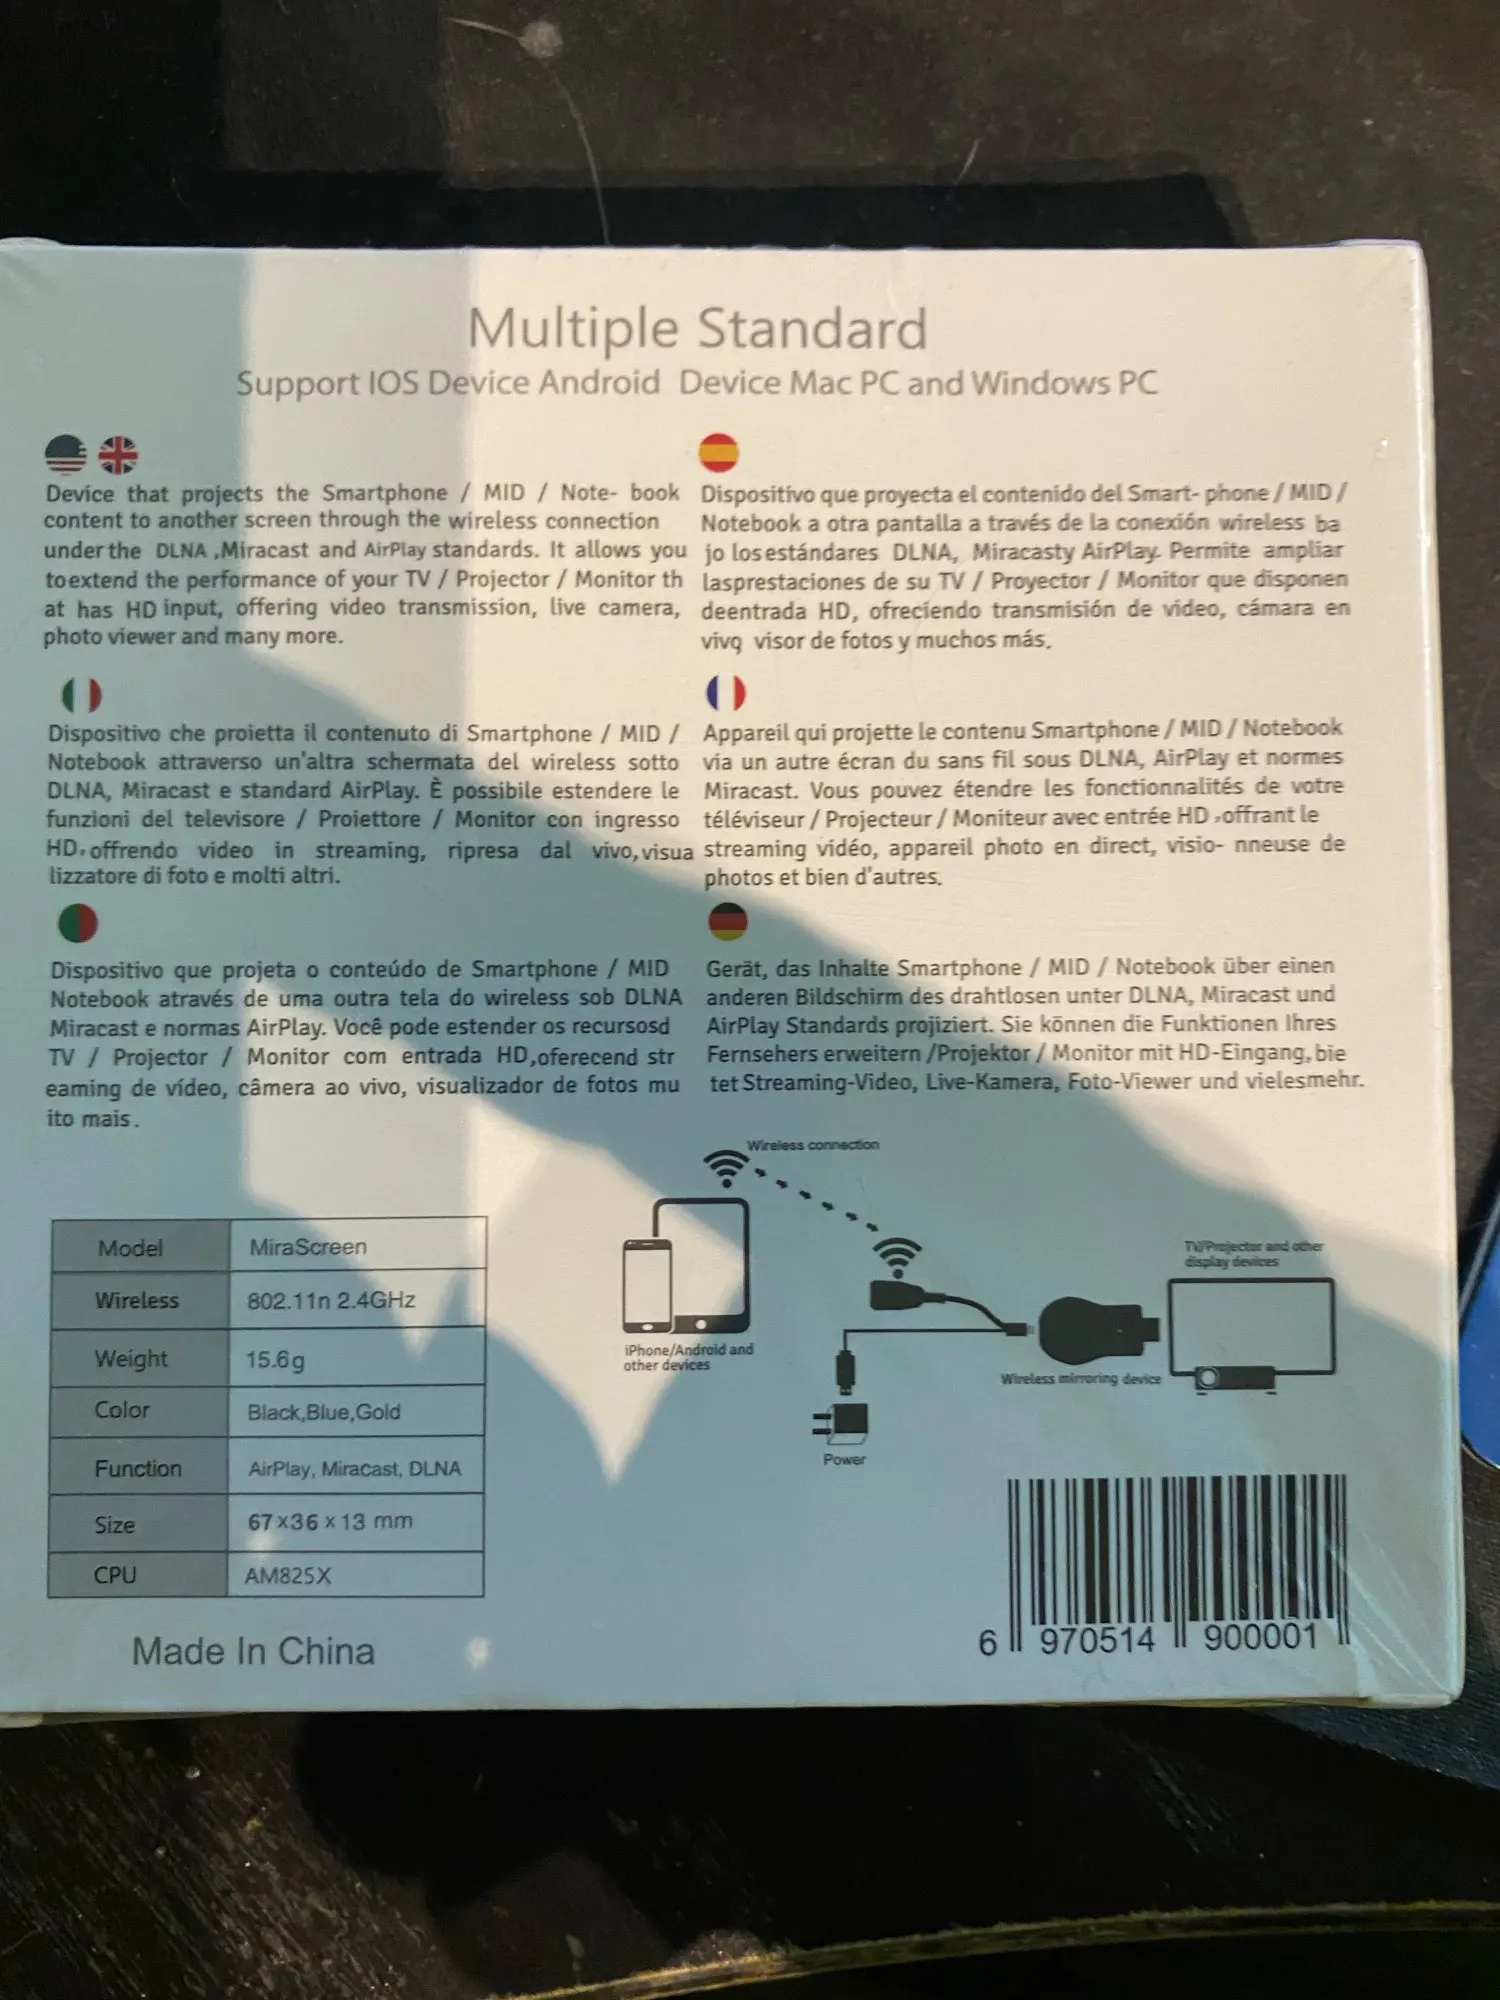 Multiple Standard
Support IOS Device Android Device Mac PC and Windows PC
Device that projects the Smartphone / MID / Note- book
content to another screen through the wireless connection
under the DLNA ,Miracast and AirPlay standards. It allows you
toextend the performance of your TV / Projector / Monitor th
at has HD input, offering video transmission, live camera,
photo viewer and many more.
Dispositivo que proyecta el contenido del Smart- phone / MID /
Notebook a otra pantalla a través de la conexión wireless ba
jo losestándares DLNA, Miracasty AirPlay. Permite ampliar
lasprestaciones de su TV / Proyector / Monitor que disponen
deentrada HD, ofreciendo transmisión de video, cámara en
vivo, visor de fotos y muchos más.
Dispositivo che proietta il contenuto di Smartphone / MID /
Notebook attraverso un'altra schermata del wireless sotto
DLNA, Miracast e standard AirPlay. È possibile estendere le
funzioni del televisore / Proiettore / Monitor con ingresso
HD, offrendo video in streaming, ripresa dal vivo, visua
lizzatore di foto e molti altri.
Appareil qui projette le contenu Smartphone / MID / Notebook
via un autre écran du sans fil sous DLNA, AirPlay et normes
Miracast. Vous pouvez étendre les fonctionnalités de votre
téléviseur / Projecteur / Moniteur avec entrée HD ,offrant le
streaming vidéo, appareil photo en direct, visio- nneuse de
photos et bien d'autres.
Dispositivo que projeta o conteúdo de Smartphone / MID
Notebook através de uma outra tela do wireless sob DLNA
Miracast e normas AirPlay. Você pode estender os recursosd
TV / Projector / Monitor com entrada HD,oferecend str
eaming de vídeo, câmera ao vivo, visualizador de fotos mu
ito mais.
Gerät, das Inhalte Smartphone / MID / Notebook über einen
anderen Bildschirm des drahtlosen unter DLNA, Miracast und
AirPlay Standards projiziert. Sie können die Funktionen Ihres
Fernsehers erweitern /Projektor / Monitor mit HD-Eingang, bie
tet Streaming-Video, Live-Kamera, Foto-Viewer und vielesmehr.
Wireless connection
iPhone/Android and
other devices
Power
Wireless mirroring device
TV/Projector and other
display devices
Model MiraScreen
Wireless 802.11n 2.4GHz
Weight 15.6g
Color Black,Blue,Gold
Function AirPlay, Miracast, DLNA
Size 67 x36 x 13 mm
CPU AM825X
Made In China
6 970514 900001